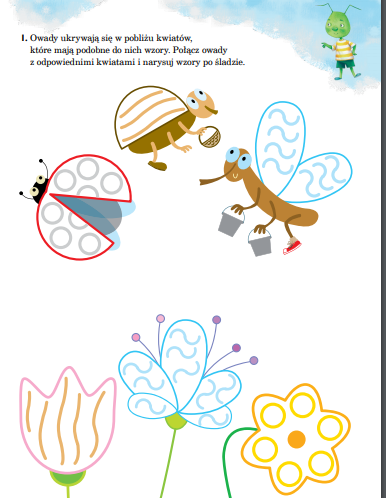 1. Owady ukrywają się w pobliżu kwiatów,
które mają podobne do nich wzory. Połącz owady
z odpowiednimi kwiatami i narysuj wzory po śladzie.